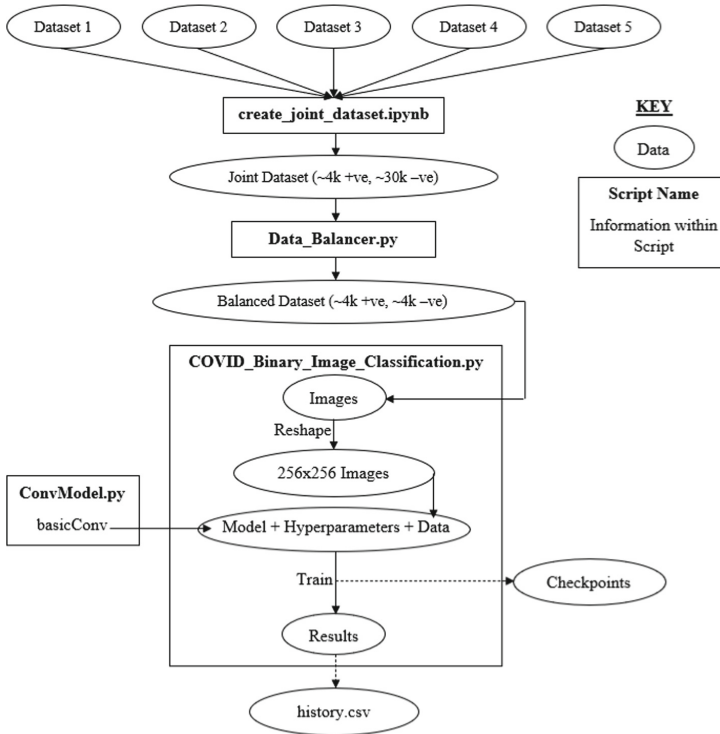 Dataset 1
Dataset 2
Dataset 3
Dataset 4
Dataset 5
create_joint_dataset.ipynb
KEY
Data
Joint Dataset (~4k +ve, ~30k –ve)
Script Name
Information within
Script
Data_Balancer.py
Balanced Dataset (~4k +ve, ~4k –ve)
COVID_Binary_Image_Classification.py
Images
Reshape
256x256 Images
ConvModel.py
basicConv
Model + Hyperparameters + Data
Train
Checkpoints
Results
history.csv